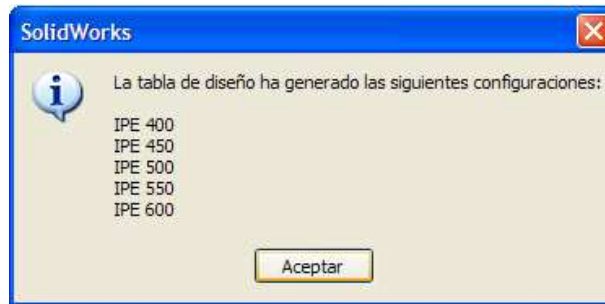 SolidWorks
La tabla de diseño ha generado las siguientes configuraciones:
IPE 400
IPE 450
IPE 500
IPE 550
IPE 600
Aceptar